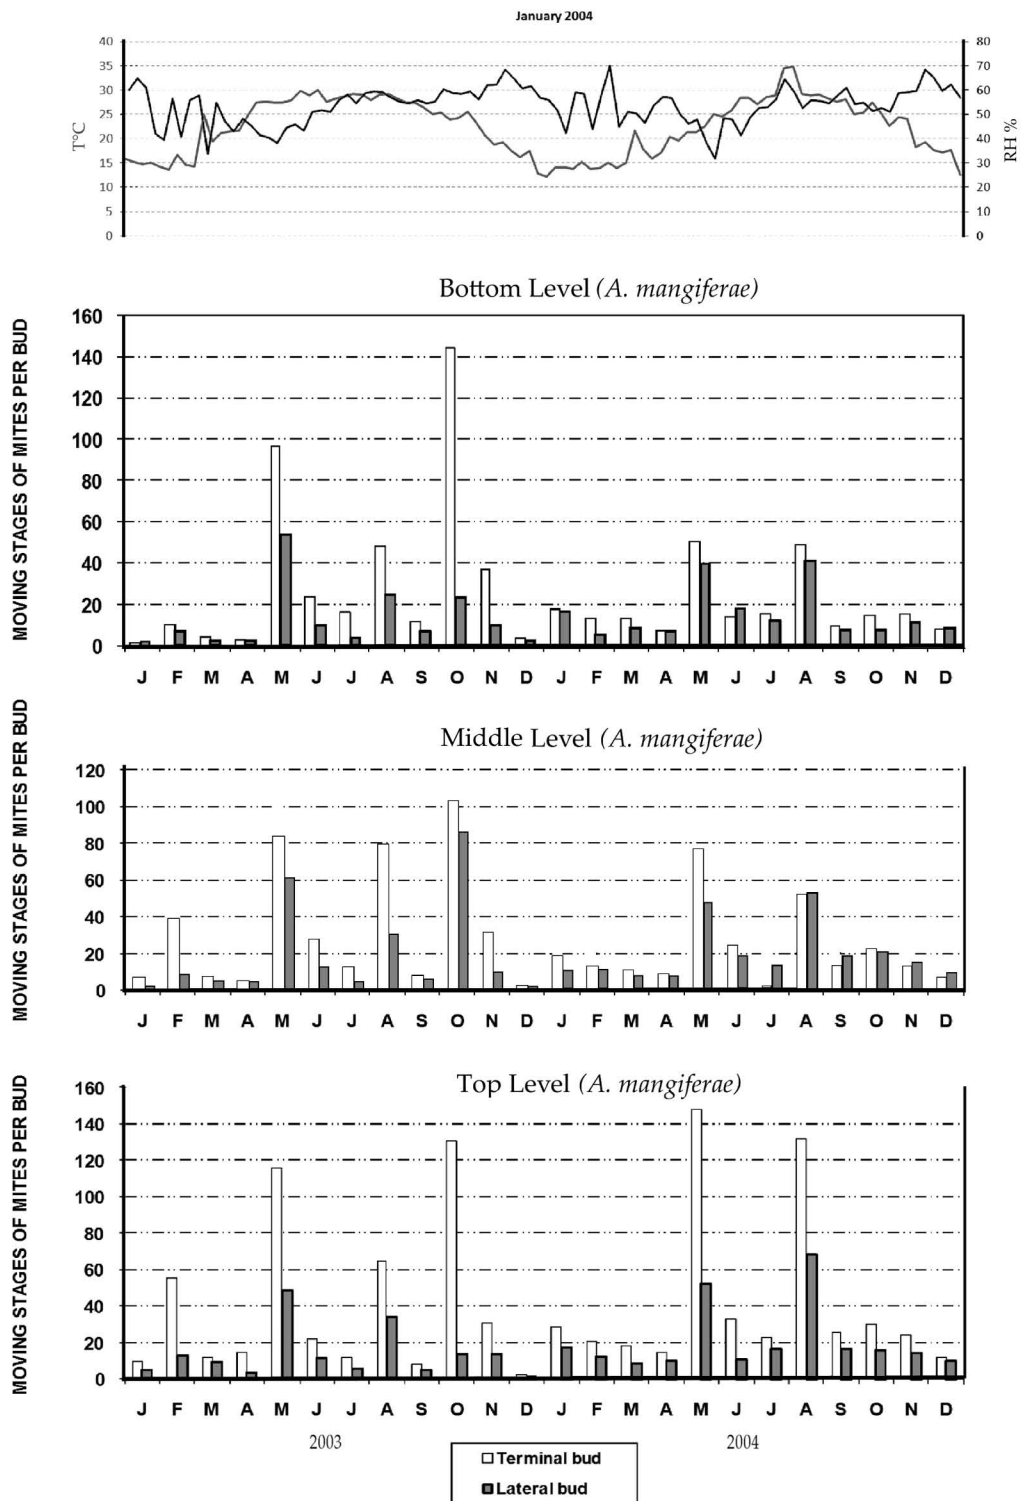 January 2004
40 80
35 70
30 60
25 50
20 40
15 30
10 20
5 10
0 0
T°C
RH %
Bottom Level (A. mangiferae)
MOVING STAGES OF MITES PER BUD
160
140
120
100
80
60
40
20
0
J F M A M J J A S O N D J F M A M J J A S O N D
Middle Level (A. mangiferae)
MOVING STAGES OF MITES PER BUD
120
100
80
60
40
20
0
J F M A M J J A S O N D J F M A M J J A S O N D
Top Level (A. mangiferae)
MOVING STAGES OF MITES PER BUD
160
140
120
100
80
60
40
20
0
J F M A M J J A S O N D J F M A M J J A S O N D
2003 2004
Terminal bud
Lateral bud